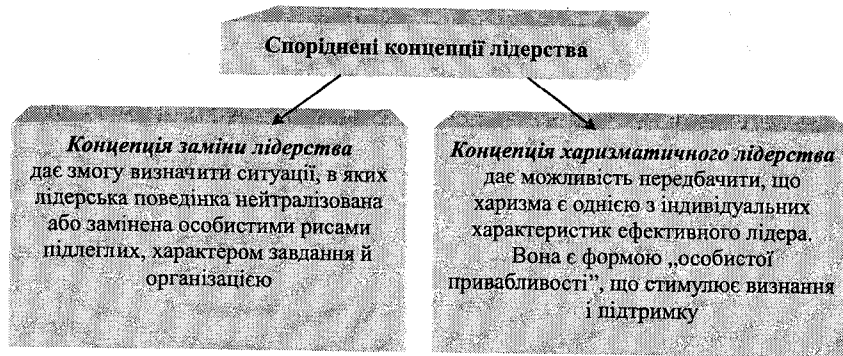 Споріднені концепції лідерства
Концепція заміни лідерства
дає змогу визначити ситуації, в яких
лідерська поведінка нейтралізована
або замінена особистими рисами
підлеглих, характером завдання й
організацією
Концепція харизматичного лідерства
дає можливість передбачити, що
харизма є однією з індивідуальних
характеристик ефективного лідера.
Вона є формою „особистої
привабливості”, що стимулює визнання
і підтримку